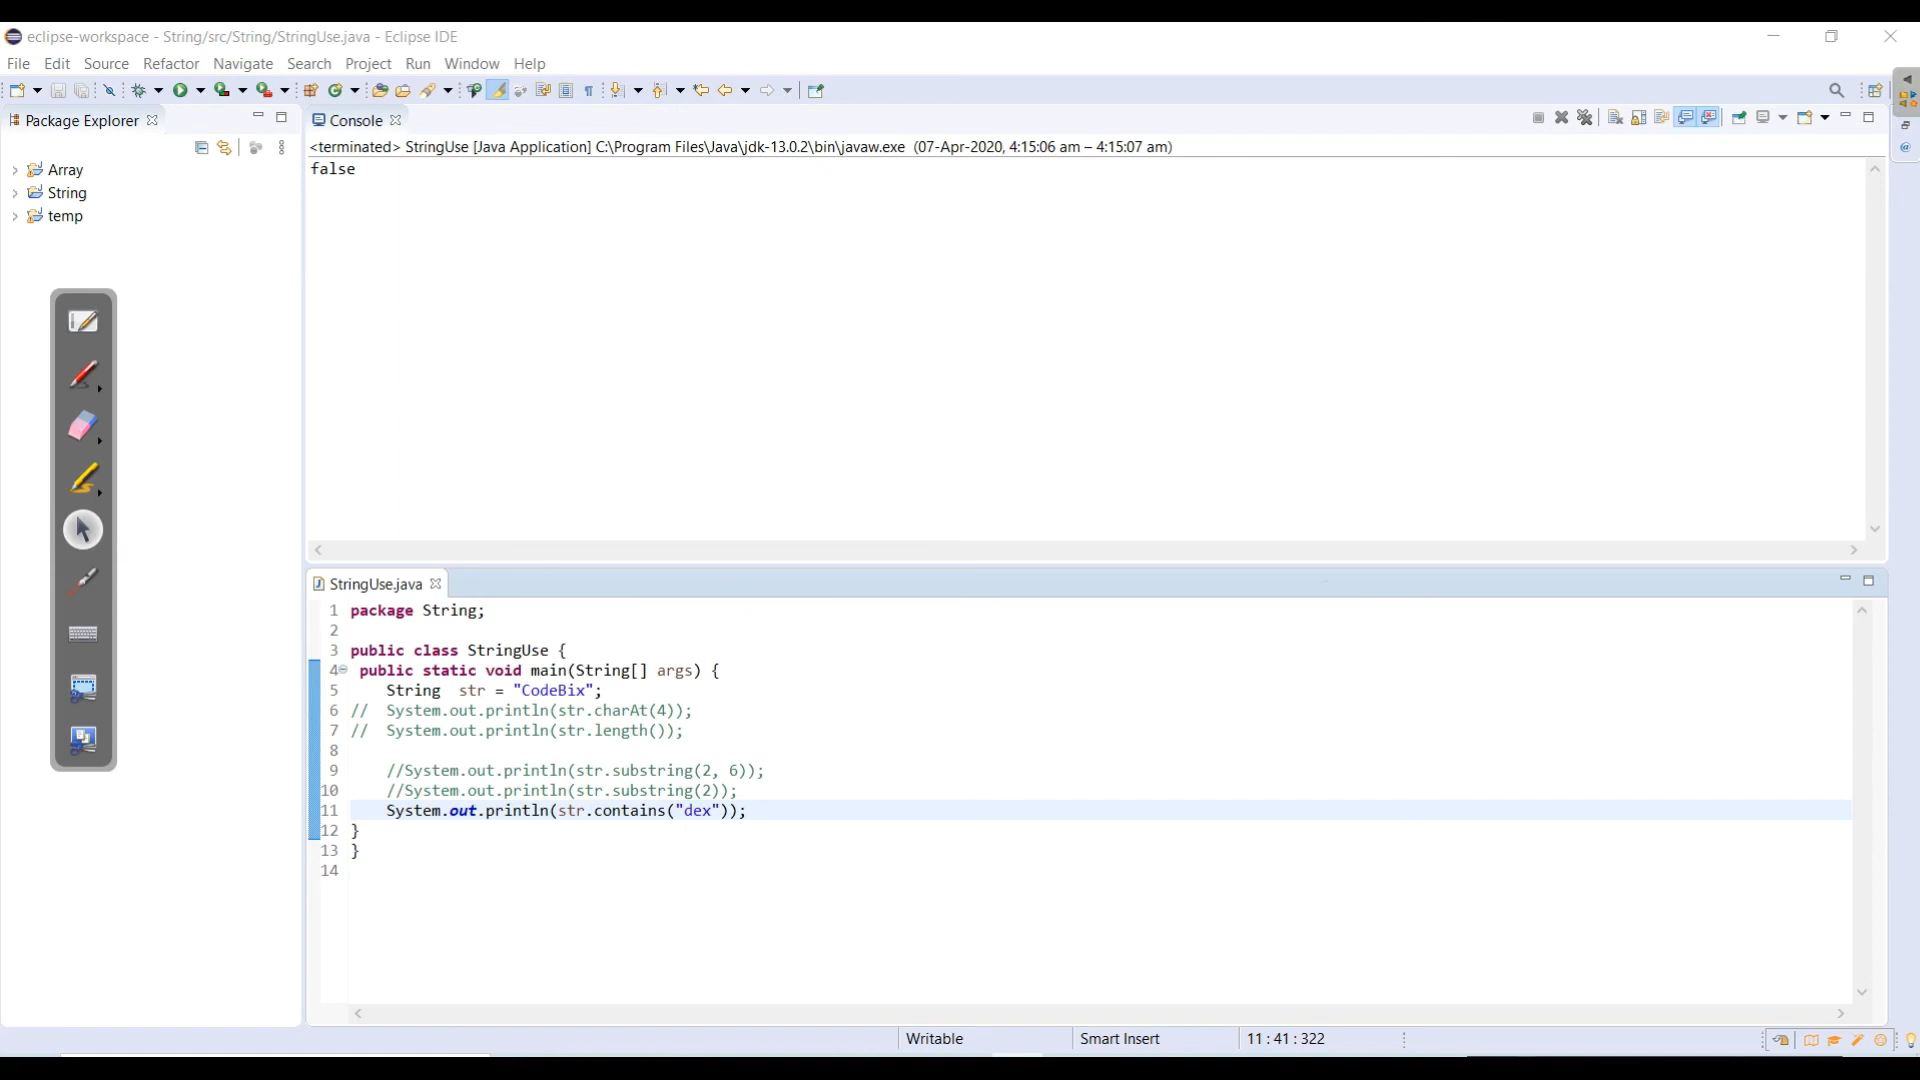 eclipse-workspace - String/src/String/StringUse.java - Eclipse IDE
File Edit Source Refactor Navigate Search Project Run Window Help
Package Explorer
Array
String
temp
Console
<terminated> StringUse [Java Application] C:\Program Files\Java\jdk-13.0.2\bin\javaw.exe (07-Apr-2020, 4:15:06 am – 4:15:07 am)
false
StringUse.java
1 package String;
2
3 public class StringUse {
4 public static void main(String[] args) {
5 String  str = "CodeBix";
6 //  System.out.println(str.charAt(4));
7 //  System.out.println(str.length());
8
9 //System.out.println(str.substring(2, 6));
10 //System.out.println(str.substring(2));
11 System.out.println(str.contains("dex"));
12 }
13 }
14
Writable Smart Insert 11 : 41 : 322